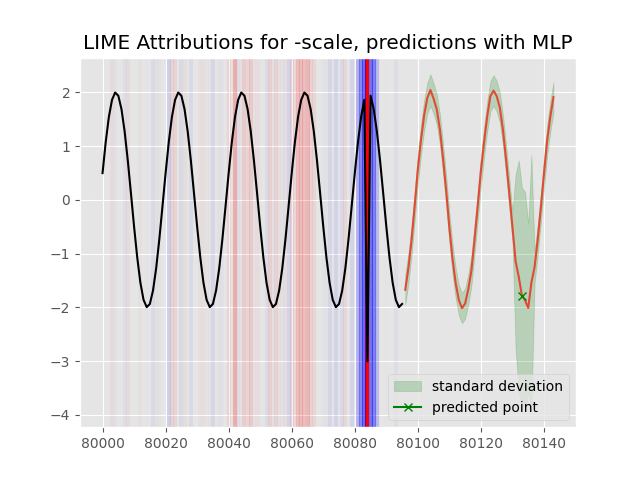 LIME Attributions for -scale, predictions with MLP
2
1
0
−1
−2
−3
−4
standard deviation
predicted point
80000 80020 80040 80060 80080 80100 80120 80140